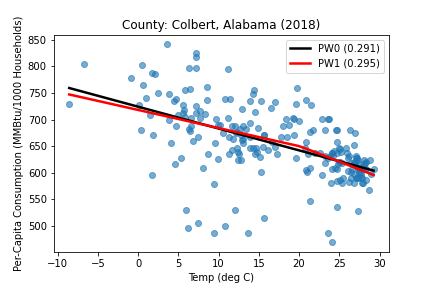 County: Colbert, Alabama (2018)
PW0 (0.291)
PW1 (0.295)
Per-Capita Consumption (MMBtu/1000 Households)
850
800
750
700
650
600
550
500
−10 −5 0 5 10 15 20 25 30
Temp (deg C)